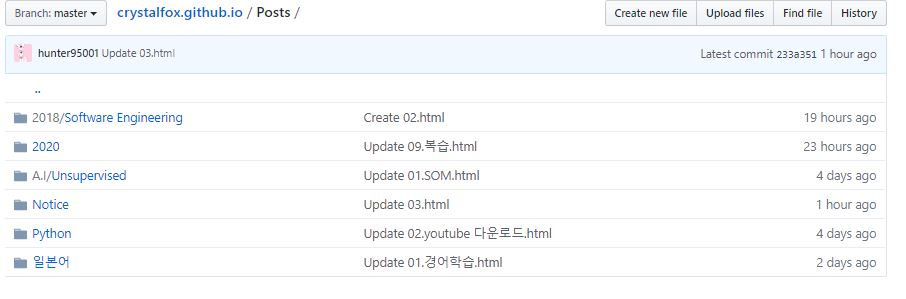 Branch: master crystalfox.github.io / Posts / Create new file Upload files Find file History
hunter95001 Update 03.html Latest commit 233a351 1 hour ago
..
2018/Software Engineering Create 02.html 19 hours ago
2020 Update 09.복습.html 23 hours ago
A.I/Unsupervised Update 01.SOM.html 4 days ago
Notice Update 03.html 1 hour ago
Python Update 02.youtube 다운로드.html 4 days ago
일본어 Update 01.경어학습.html 2 days ago